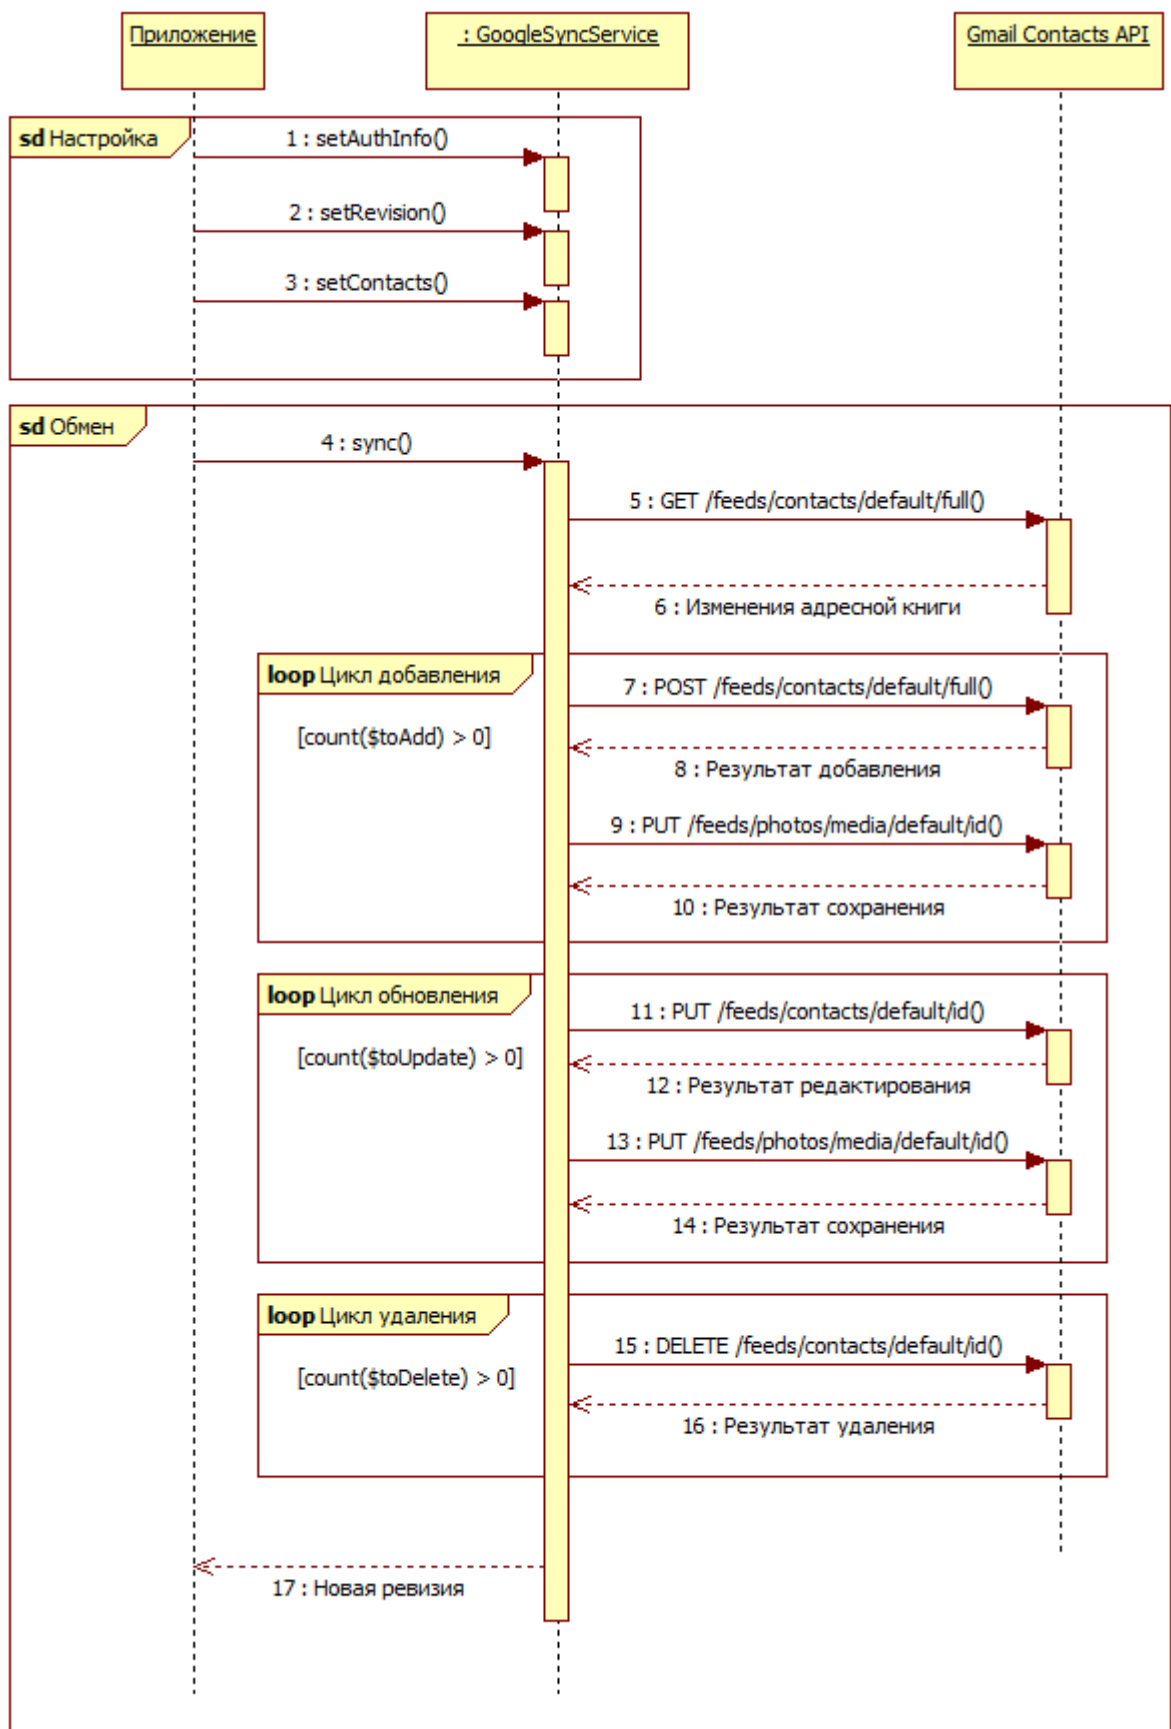 Приложение
: GoogleSyncService
Gmail Contacts API
sd Настройка
1 : setAuthInfo()
2 : setRevision()
3 : setContacts()
sd Обмен
4 : sync()
5 : GET /feeds/contacts/default/full()
6 : Изменения адресной книги
loop Цикл добавления
7 : POST /feeds/contacts/default/full()
[count($toAdd) > 0]
8 : Результат добавления
9 : PUT /feeds/photos/media/default/id()
10 : Результат сохранения
loop Цикл обновления
11 : PUT /feeds/contacts/default/id()
[count($toUpdate) > 0]
12 : Результат редактирования
13 : PUT /feeds/photos/media/default/id()
14 : Результат сохранения
loop Цикл удаления
15 : DELETE /feeds/contacts/default/id()
[count($toDelete) > 0]
16 : Результат удаления
17 : Новая ревизия